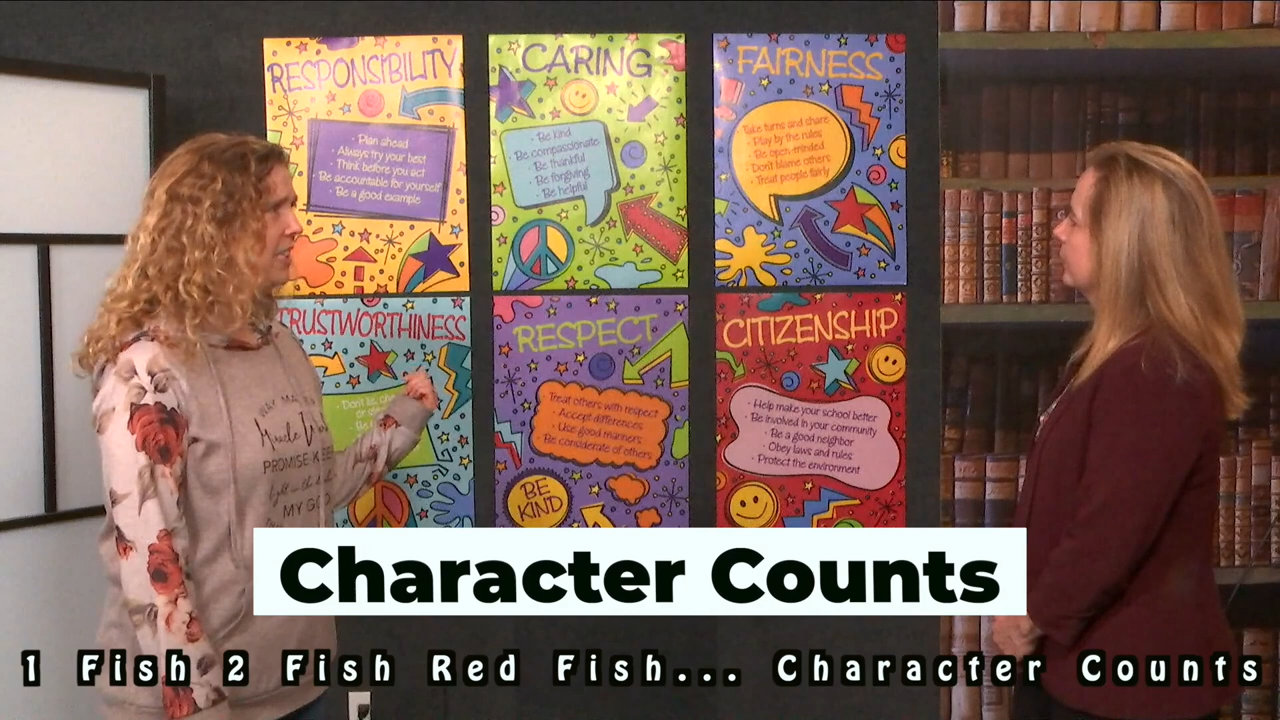 RESPONSIBILITY
• Plan ahead
• Always try your best
• Think before you act
• Be accountable for yourself
• Be a good example
CARING
• Be kind
• Be compassionate
• Be thankful
• Be forgiving
• Be helpful
FAIRNESS
Take turns and share
• Play by the rules
• Be open-minded
• Don't blame others
• Treat people fairly
TRUSTWORTHINESS
• Don't be
RESPECT
Treat others with respect
• Accept differences
• Use good manners
• Be considerate of others
BE
KIND
CITIZENSHIP
• Help make your school better
• Be involved in your community
• Be a good neighbor
• Obey laws and rules
• Protect the environment
PROMISE
MY
Character Counts
1 Fish 2 Fish Red Fish... Character Counts